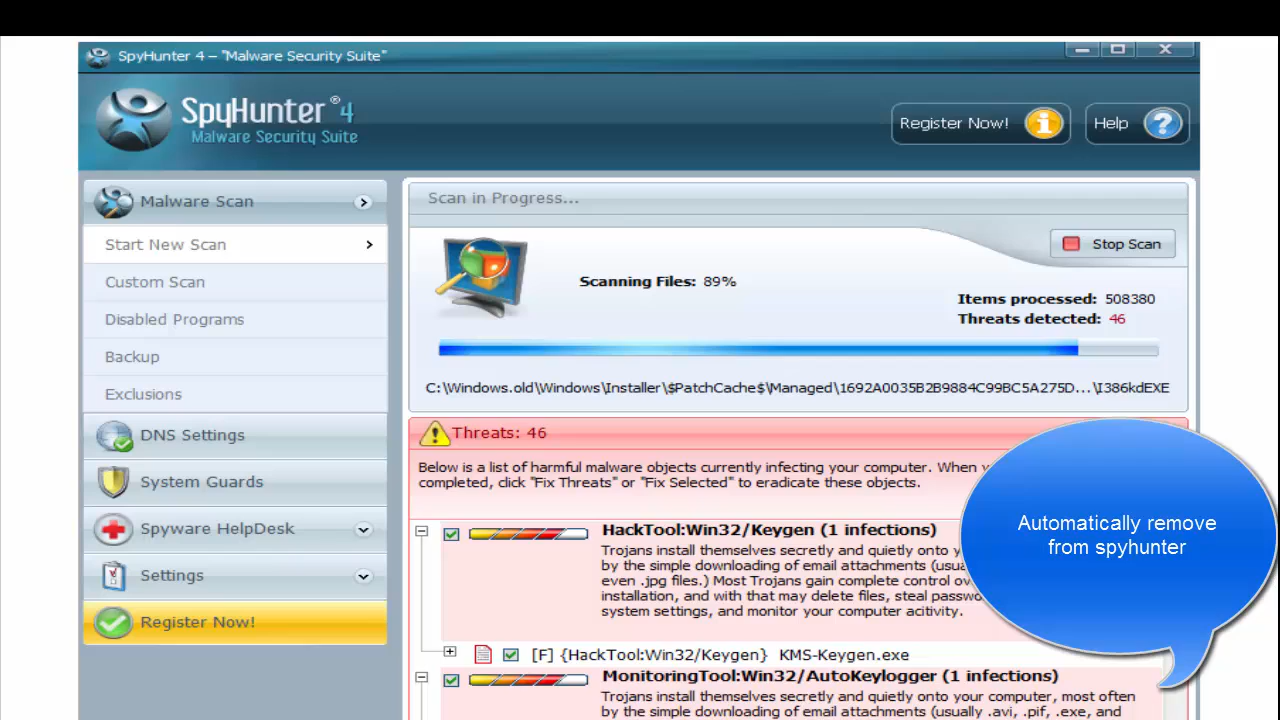 SpyHunter 4 – "Malware Security Suite"
SpyHunter® 4
Malware Security Suite
Register Now!
Help
Malware Scan
Start New Scan
Custom Scan
Disabled Programs
Backup
Exclusions
DNS Settings
System Guards
Spyware HelpDesk
Settings
Register Now!
Scan in Progress...
Stop Scan
Scanning Files: 89%
Items processed: 508380
Threats detected: 46
C:\Windows.old\Windows\Installer\$PatchCache$\Managed\1692A0035B2B9884C99BC5A275D...\I386kdEXE
Threats: 46
Below is a list of harmful malware objects currently infecting your computer. When
completed, click "Fix Threats" or "Fix Selected" to eradicate these objects.
HackTool:Win32/Keygen (1 infections)
Trojans install themselves secretly and quietly onto
by the simple downloading of email attachments
even .jpg files.) Most Trojans gain complete control
installation, and with that may delete files, steal
system settings, and monitor your computer acitivity.
[F] {HackTool:Win32/Keygen} KMS-Keygen.exe
MonitoringTool:Win32/AutoKeylogger (1 infections)
Trojans install themselves secretly and quietly onto your computer, most often
by the simple downloading of email attachments (usually .avi, .pif, .exe, and
Automatically remove
from spyhunter